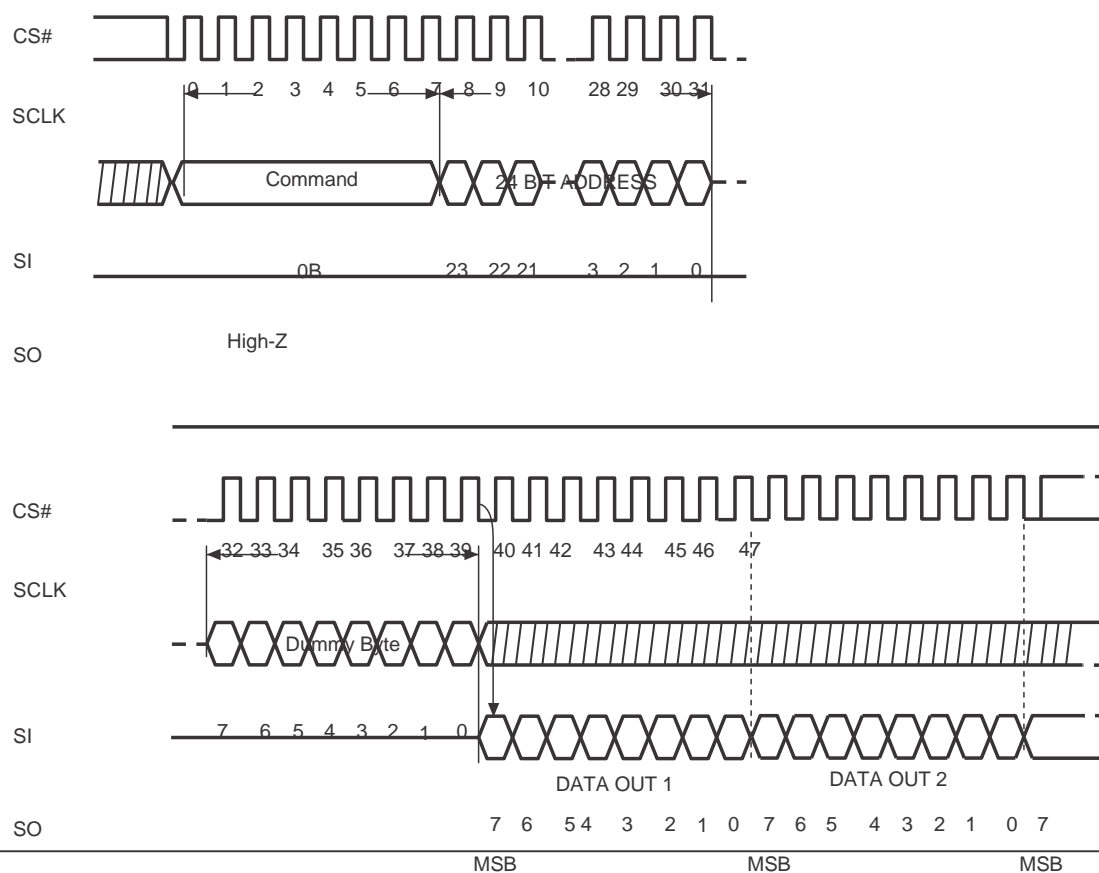 CS#
0 1 2 3 4 5 6 7 8 9 10 28 29 30 31
SCLK
Command 24 BIT ADDRESS
SI
0B 23 22 21 3 2 1 0
High-Z
SO
CS#
32 33 34 35 36 37 38 39 40 41 42 43 44 45 46 47
SCLK
Dummy Byte
SI
7 6 5 4 3 2 1 0
DATA OUT 1 DATA OUT 2
SO
7 6 5 4 3 2 1 0 7 6 5 4 3 2 1 0 7
MSB MSB MSB